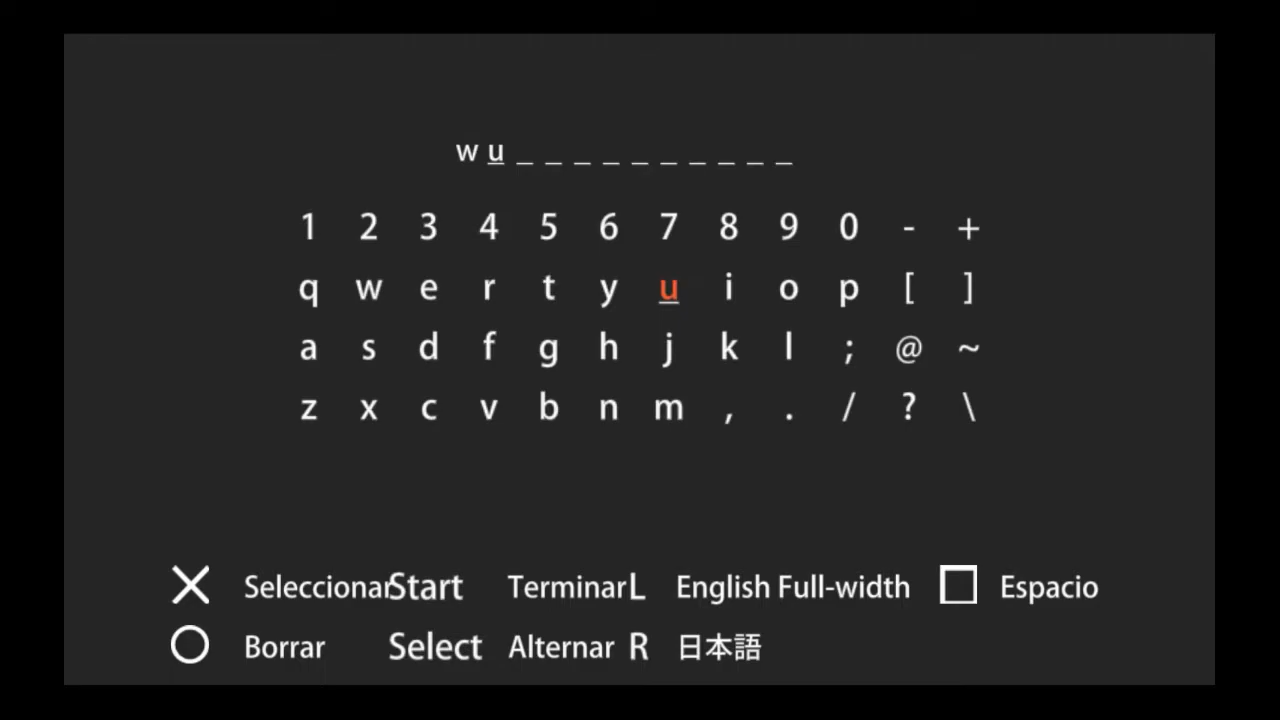 wu__________
1 2 3 4 5 6 7 8 9 0 - +
q w e r t y u i o p [ ]
a s d f g h j k l ; @ ~
z x c v b n m , . / ? \
Seleccionar Start Terminar L English Full-width Espacio
Borrar Select Alternar R 日本語